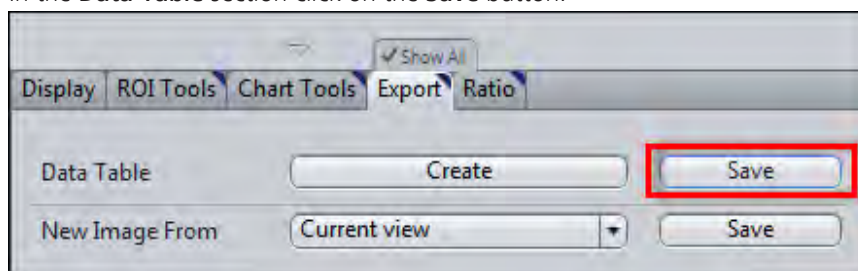 In the Data Table section click on the Save button.
Show All
Display ROI Tools Chart Tools Export Ratio
Data Table Create Save
New Image From Current view Save